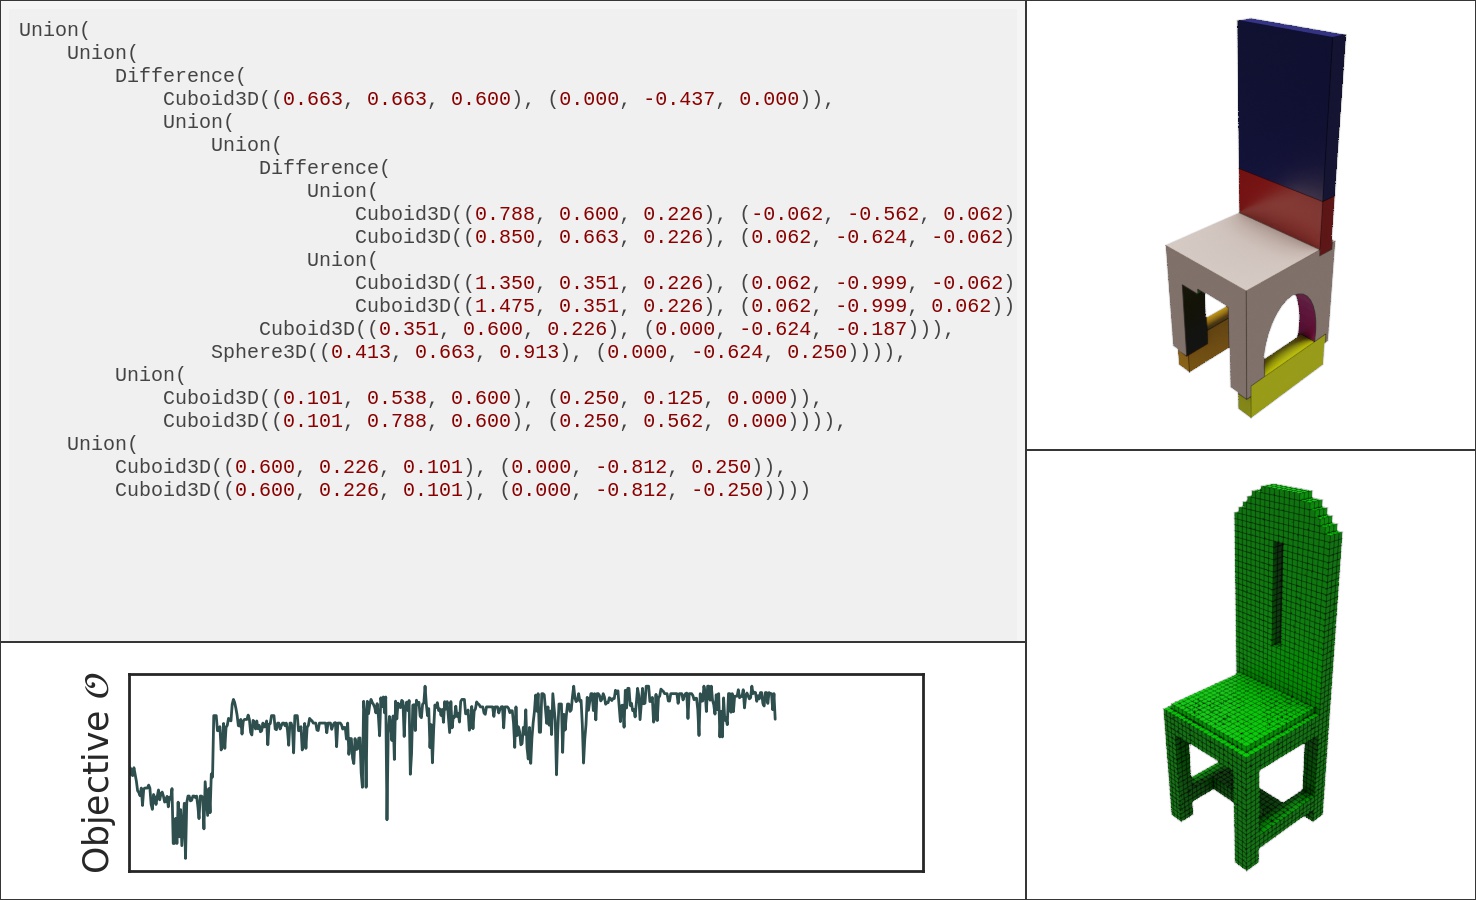 Union(
    Union(
        Difference(
            Cuboid3D((0.663, 0.663, 0.600), (0.000, -0.437, 0.000)),
            Union(
                Union(
                    Difference(
                        Union(
                            Cuboid3D((0.788, 0.600, 0.226), (-0.062, -0.562, 0.062)
                            Cuboid3D((0.850, 0.663, 0.226), (0.062, -0.624, -0.062)
                        Union(
                            Cuboid3D((1.350, 0.351, 0.226), (0.062, -0.999, -0.062)
                            Cuboid3D((1.475, 0.351, 0.226), (0.062, -0.999, 0.062))
                    Cuboid3D((0.351, 0.600, 0.226), (0.000, -0.624, -0.187))),
                Sphere3D((0.413, 0.663, 0.913), (0.000, -0.624, 0.250)))),
        Union(
            Cuboid3D((0.101, 0.538, 0.600), (0.250, 0.125, 0.000)),
            Cuboid3D((0.101, 0.788, 0.600), (0.250, 0.562, 0.000)))),
    Union(
        Cuboid3D((0.600, 0.226, 0.101), (0.000, -0.812, 0.250)),
        Cuboid3D((0.600, 0.226, 0.101), (0.000, -0.812, -0.250))))
Objective 𝒪